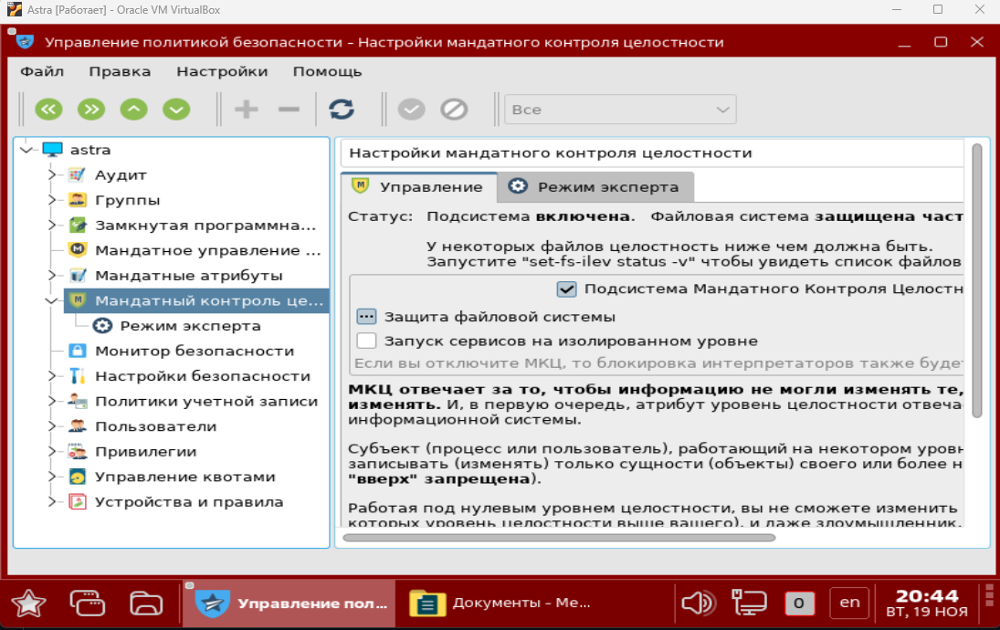 Astra [Работает] - Oracle VM VirtualBox
Управление политикой безопасности – Настройки мандатного контроля целостности
Файл Правка Настройки Помощь
Все
astra
Аудит
Группы
Замкнутая программна...
Мандатное управление ...
Мандатные атрибуты
Мандатный контроль це...
Режим эксперта
Монитор безопасности
Настройки безопасности
Политики учетной записи
Пользователи
Привилегии
Управление квотами
Устройства и правила
Настройки мандатного контроля целостности
Управление Режим эксперта
Статус: Подсистема включена. Файловая система защищена част
У некоторых файлов целостность ниже чем должна быть.
Запустите "set-fs-ilev status -v" чтобы увидеть список файлов
Подсистема Мандатного Контроля Целостн
Защита файловой системы
Запуск сервисов на изолированном уровне
Если вы отключите МКЦ, то блокировка интерпретаторов также буде
МКЦ отвечает за то, чтобы информацию не могли изменять те,
изменять. И, в первую очередь, атрибут уровень целостности отвеча
информационной системы.
Субъект (процесс или пользователь), работающий на некотором уровн
записывать (изменять) только сущности (объекты) своего или более н
"вверх" запрещена).
Работая под нулевым уровнем целостности, вы не сможете изменить
которых уровень целостности выше вашего), и даже злоумышленник,
Управление пол...
Документы – Ме...
0
en
20:44
ВТ, 19 НОЯ